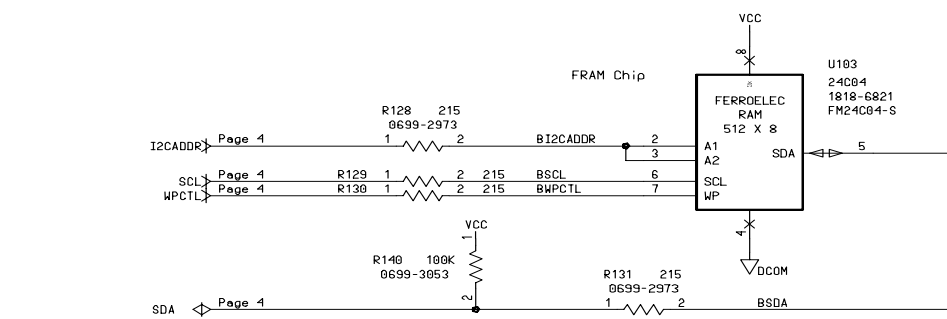 VCC
8
U103
24C04
1818-6821
FM24C04-S
FRAM Chip
*
FERROELEC
RAM
512 X 8
R128 215
0699-2973
I2CADDR Page 4 1 2 BI2CADDR 2 A1
3 A2
SDA 5
SCL Page 4 R129 1 2 215 BSCL 6 SCL
WPCTL Page 4 R130 1 2 215 BWPCTL 7 WP
VCC
1
4
DCOM
R140 100K
0699-3053
2
R131 215
0699-2973
SDA Page 4 1 2 BSDA